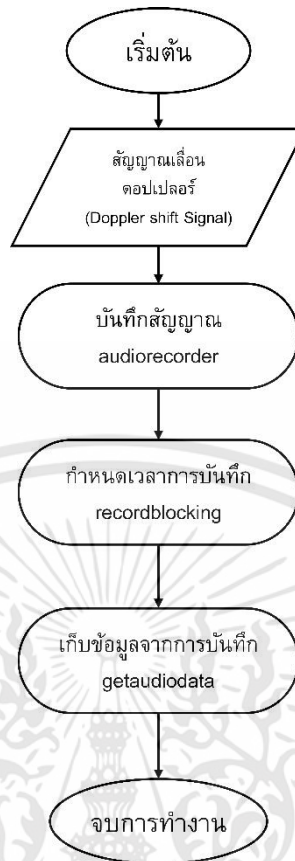 เริ่มต้น
สัญญาณเลื่อน
ดอปเปลอร์
(Doppler shift Signal)
บันทึกสัญญาณ
audiorecorder
กำหนดเวลาการบันทึก
recordblocking
เก็บข้อมูลจากการบันทึก
getaudiodata
จบการทำงาน